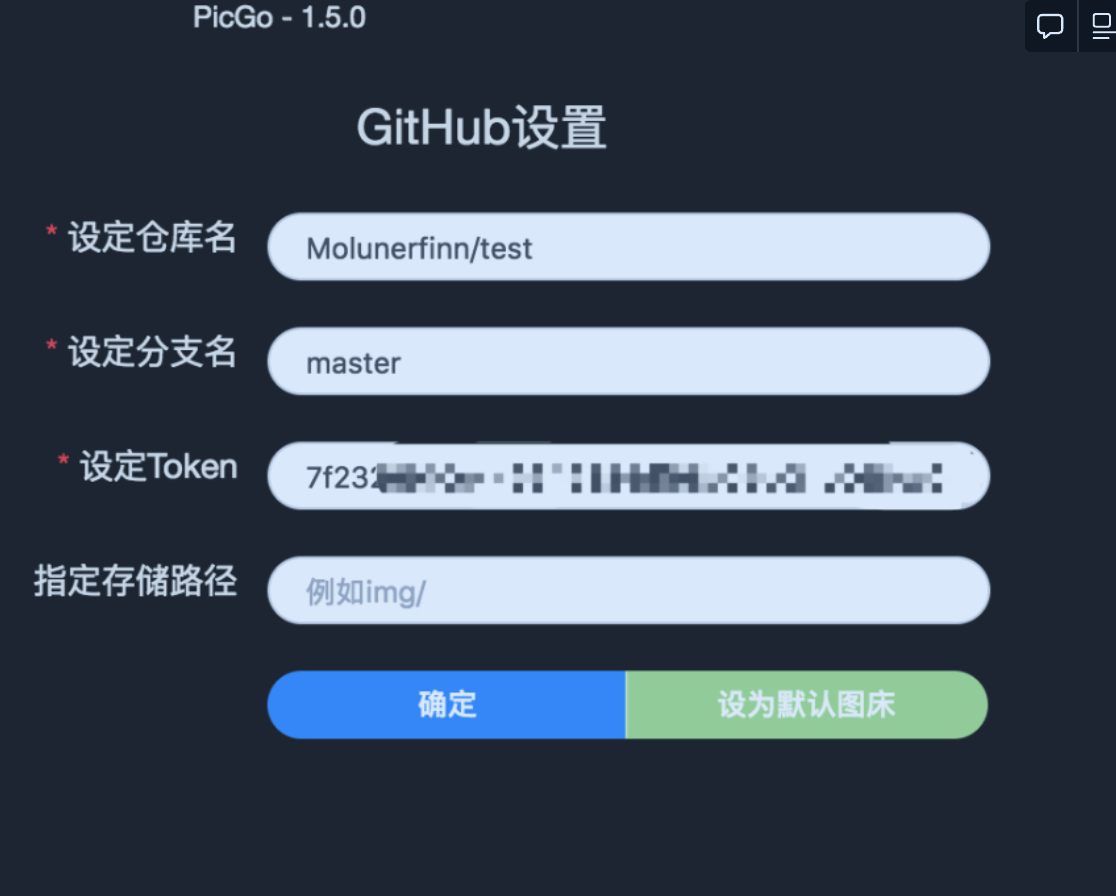 PicGo - 1.5.0
GitHub设置
* 设定仓库名
Molunerfinn/test
* 设定分支名
master
* 设定Token
7f232
指定存储路径
例如img/
确定
设为默认图床